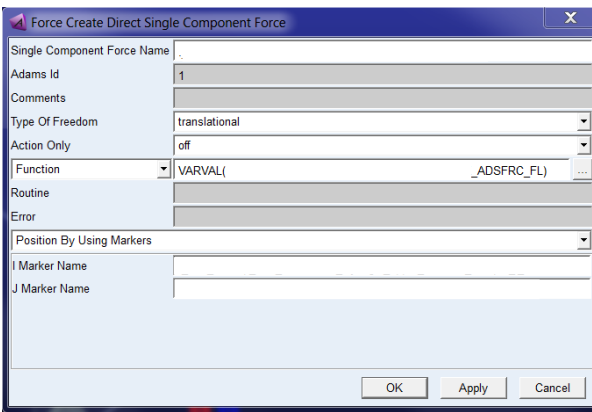 Force Create Direct Single Component Force
X
Single Component Force Name .
Adams Id 1
Comments
Type Of Freedom translational
Action Only off
Function VARVAL( _ADSFRC_FL) ...
Routine
Error
Position By Using Markers
I Marker Name
J Marker Name
OK Apply Cancel